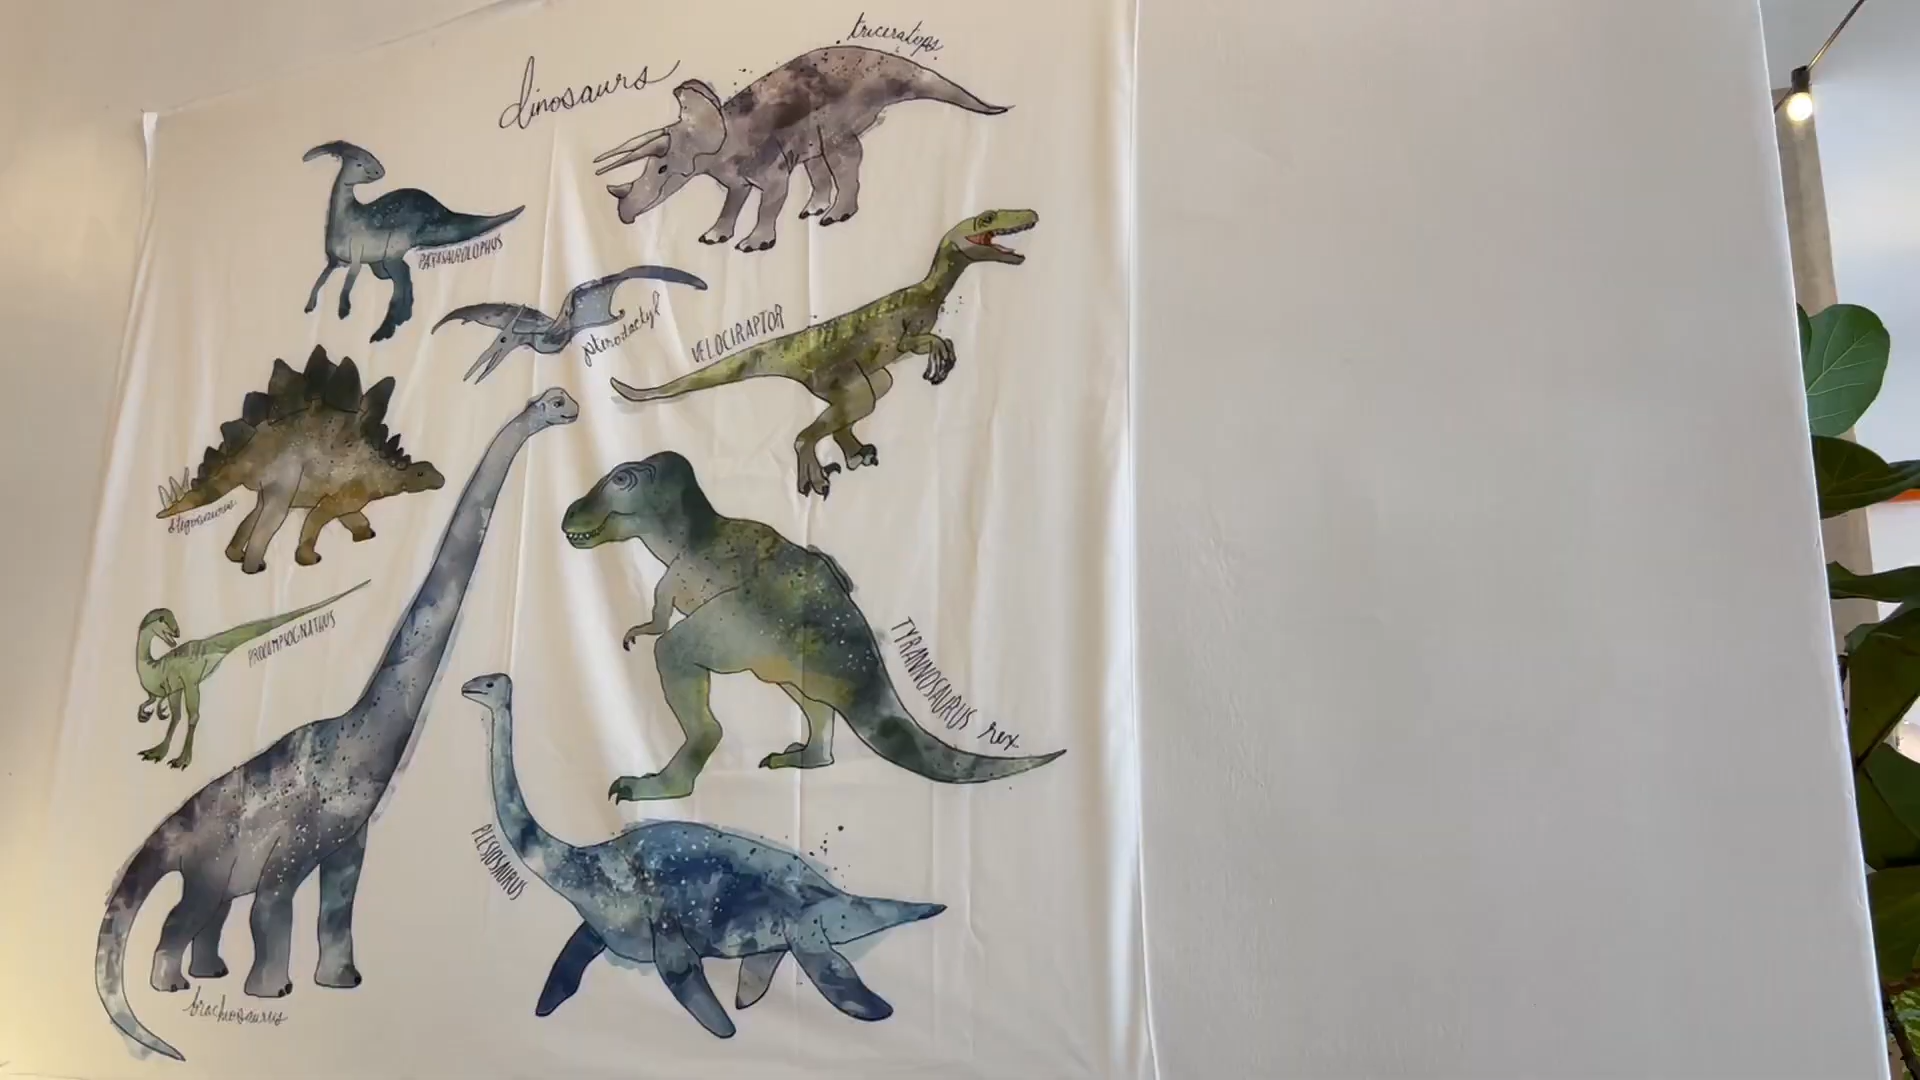 dinosaurs
triceratops
PARASAUROLOPHUS
pterodactyl
VELOCIRAPTOR
stegosaurus
PROCOMPSOGNATHUS
TYRANNOSAURUS rex
PLESIOSAURUS
brachiosaurus